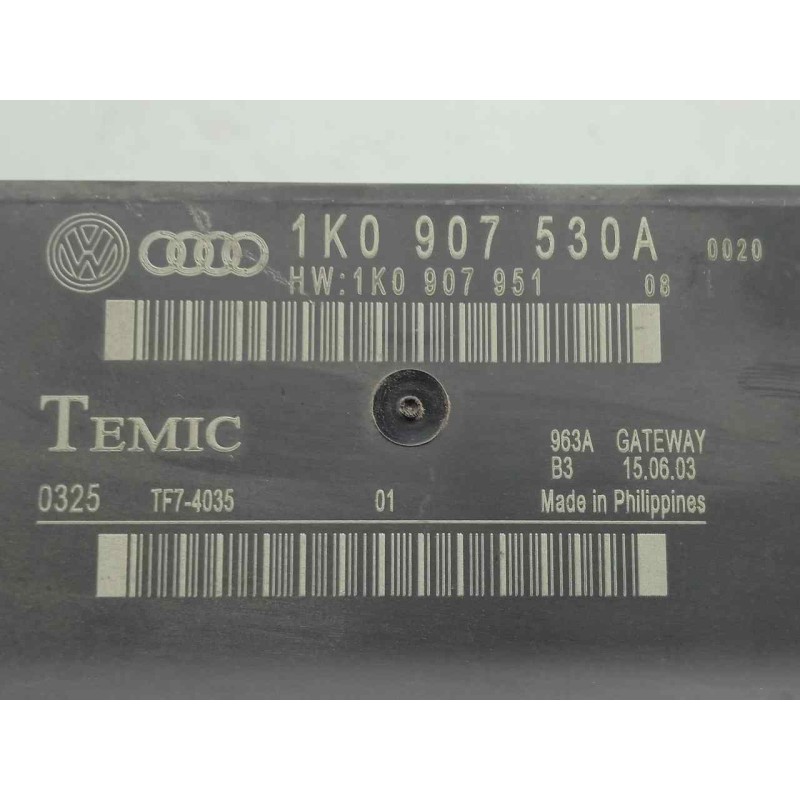 1K0 907 530A 0020
HW:1K0 907 951 08
TEMIC
963A GATEWAY
B3 15.06.03
0325 TF7-4035 01 Made in Philippines